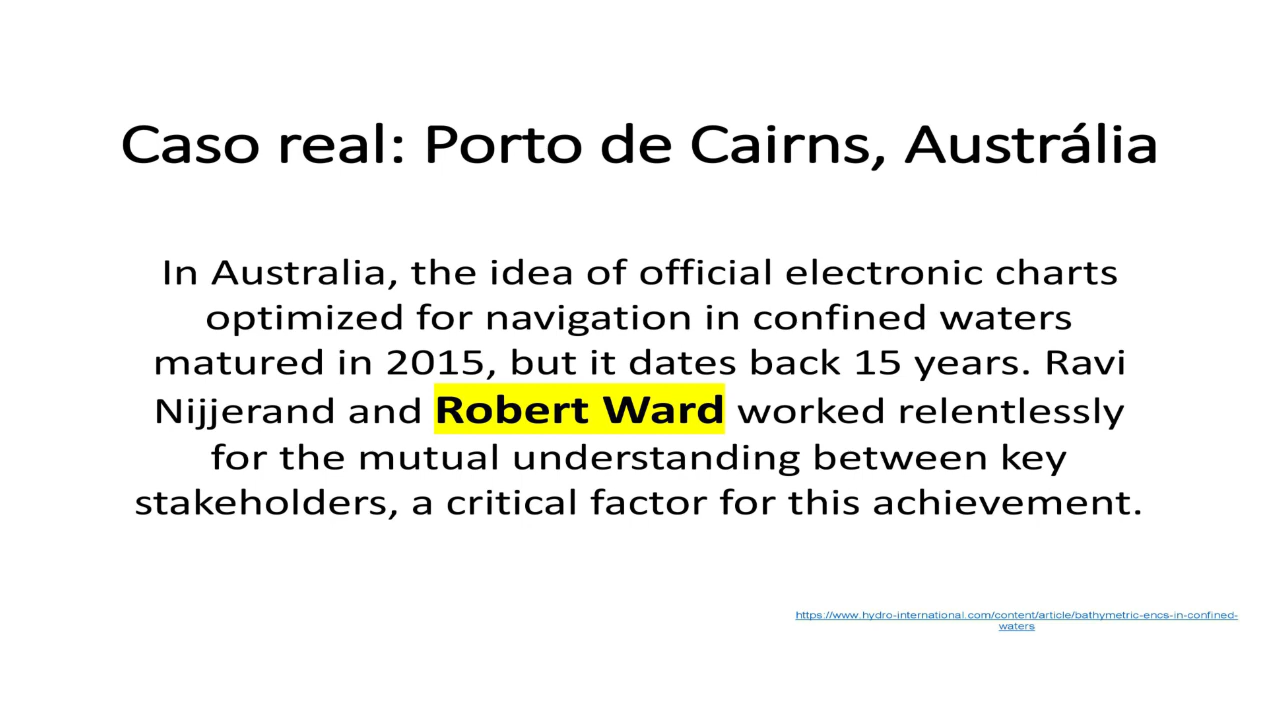 Caso real: Porto de Cairns, Austrália
In Australia, the idea of official electronic charts
optimized for navigation in confined waters
matured in 2015, but it dates back 15 years. Ravi
Nijjerand and Robert Ward worked relentlessly
for the mutual understanding between key
stakeholders, a critical factor for this achievement.
https://www.hydro-international.com/content/article/bathymetric-encs-in-confined-
waters